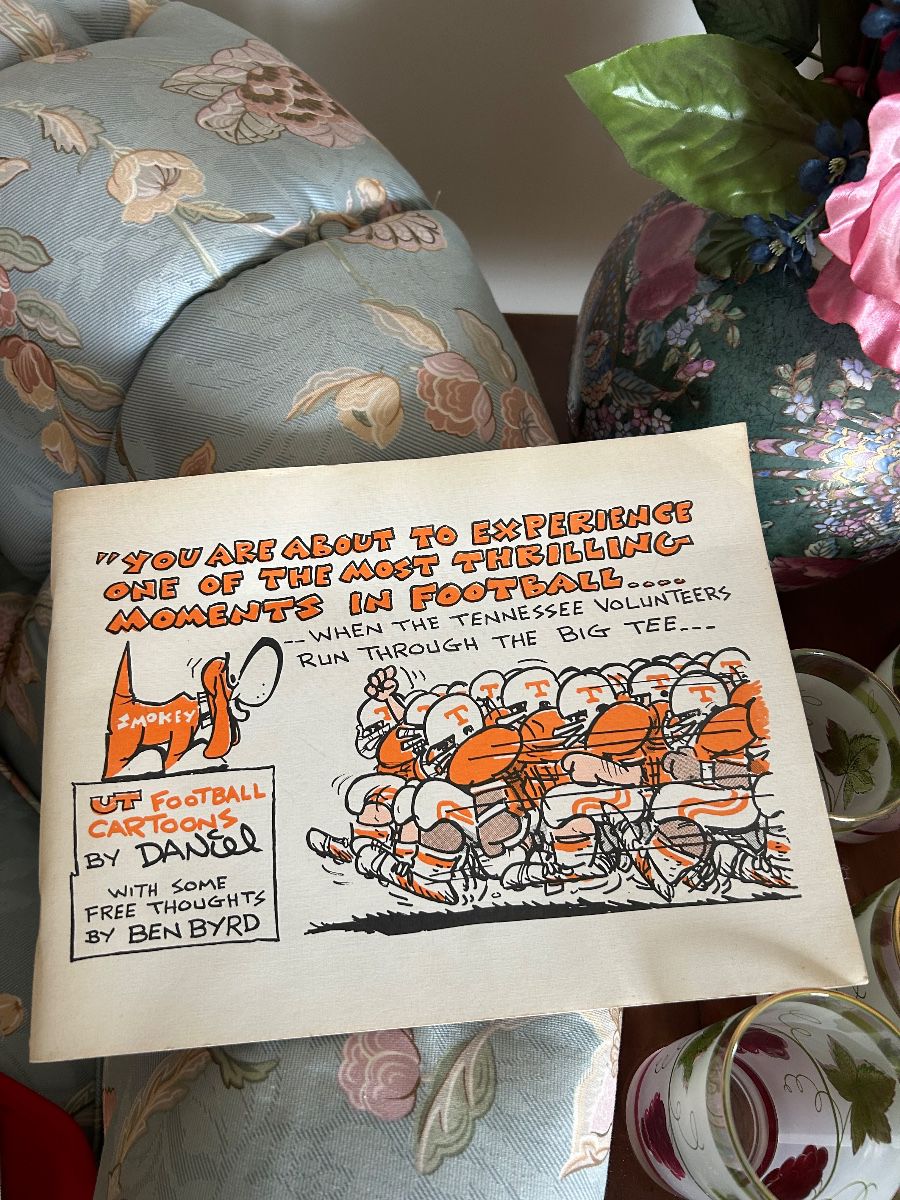 "YOU ARE ABOUT TO EXPERIENCE
ONE OF THE MOST THRILLING
MOMENTS IN FOOTBALL....
--WHEN THE TENNESSEE VOLUNTEERS
RUN THROUGH THE BIG TEE---
SMOKEY
UT FOOTBALL
CARTOONS
BY DANiel
WITH SOME
FREE THOUGHTS
BY BEN BYRD
T
T
T
T
T
T
T
T